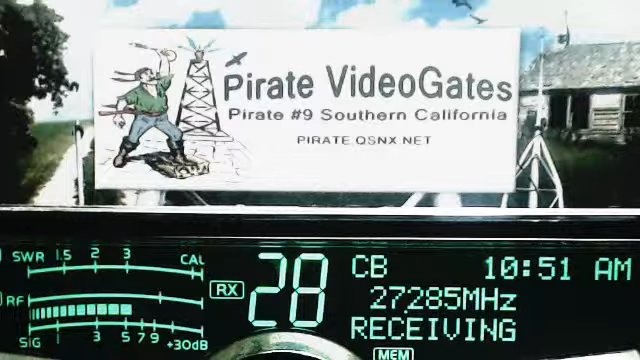 Pirate VideoGates
Pirate #9 Southern California
PIRATE.QSNX.NET
SWR 1.5 2 3 CAL
RF
SIG 1 3 5 7 9 +30dB
RX
28
CB 10:51 AM
27285MHz
RECEIVING
MEM